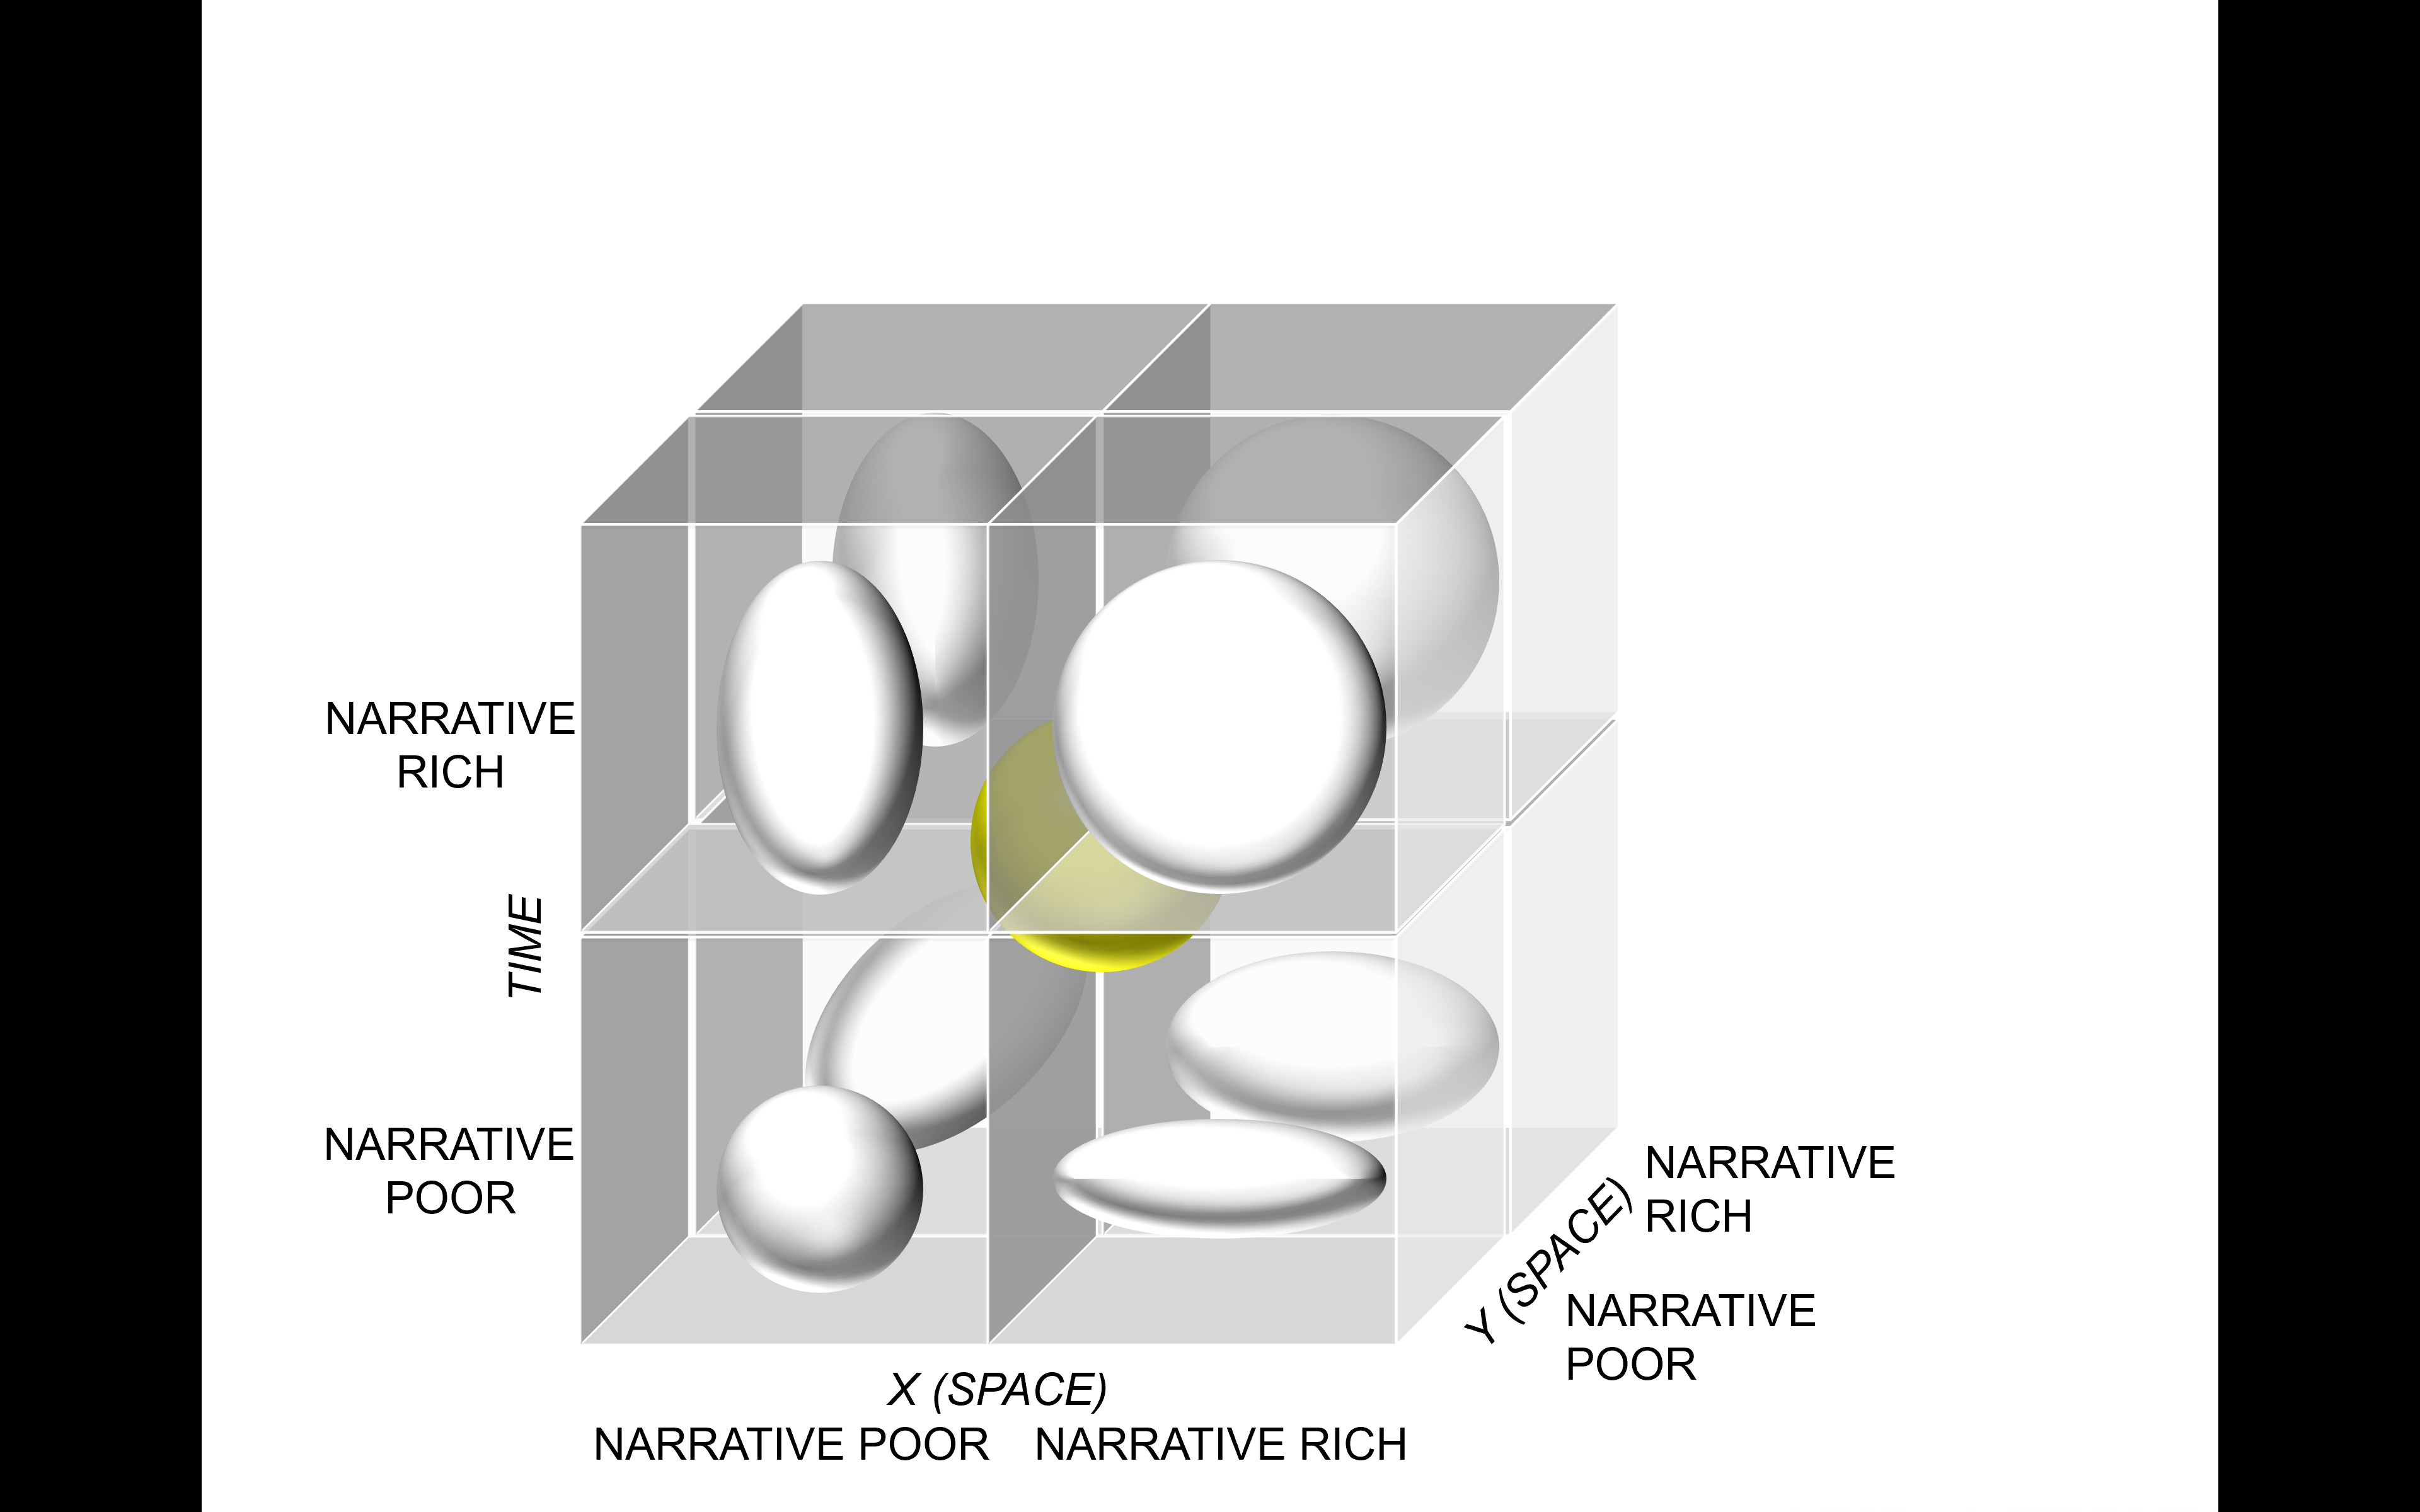 NARRATIVE
RICH
TIME
NARRATIVE
POOR
NARRATIVE
RICH
Y (SPACE)
NARRATIVE
POOR
X (SPACE)
NARRATIVE POOR NARRATIVE RICH